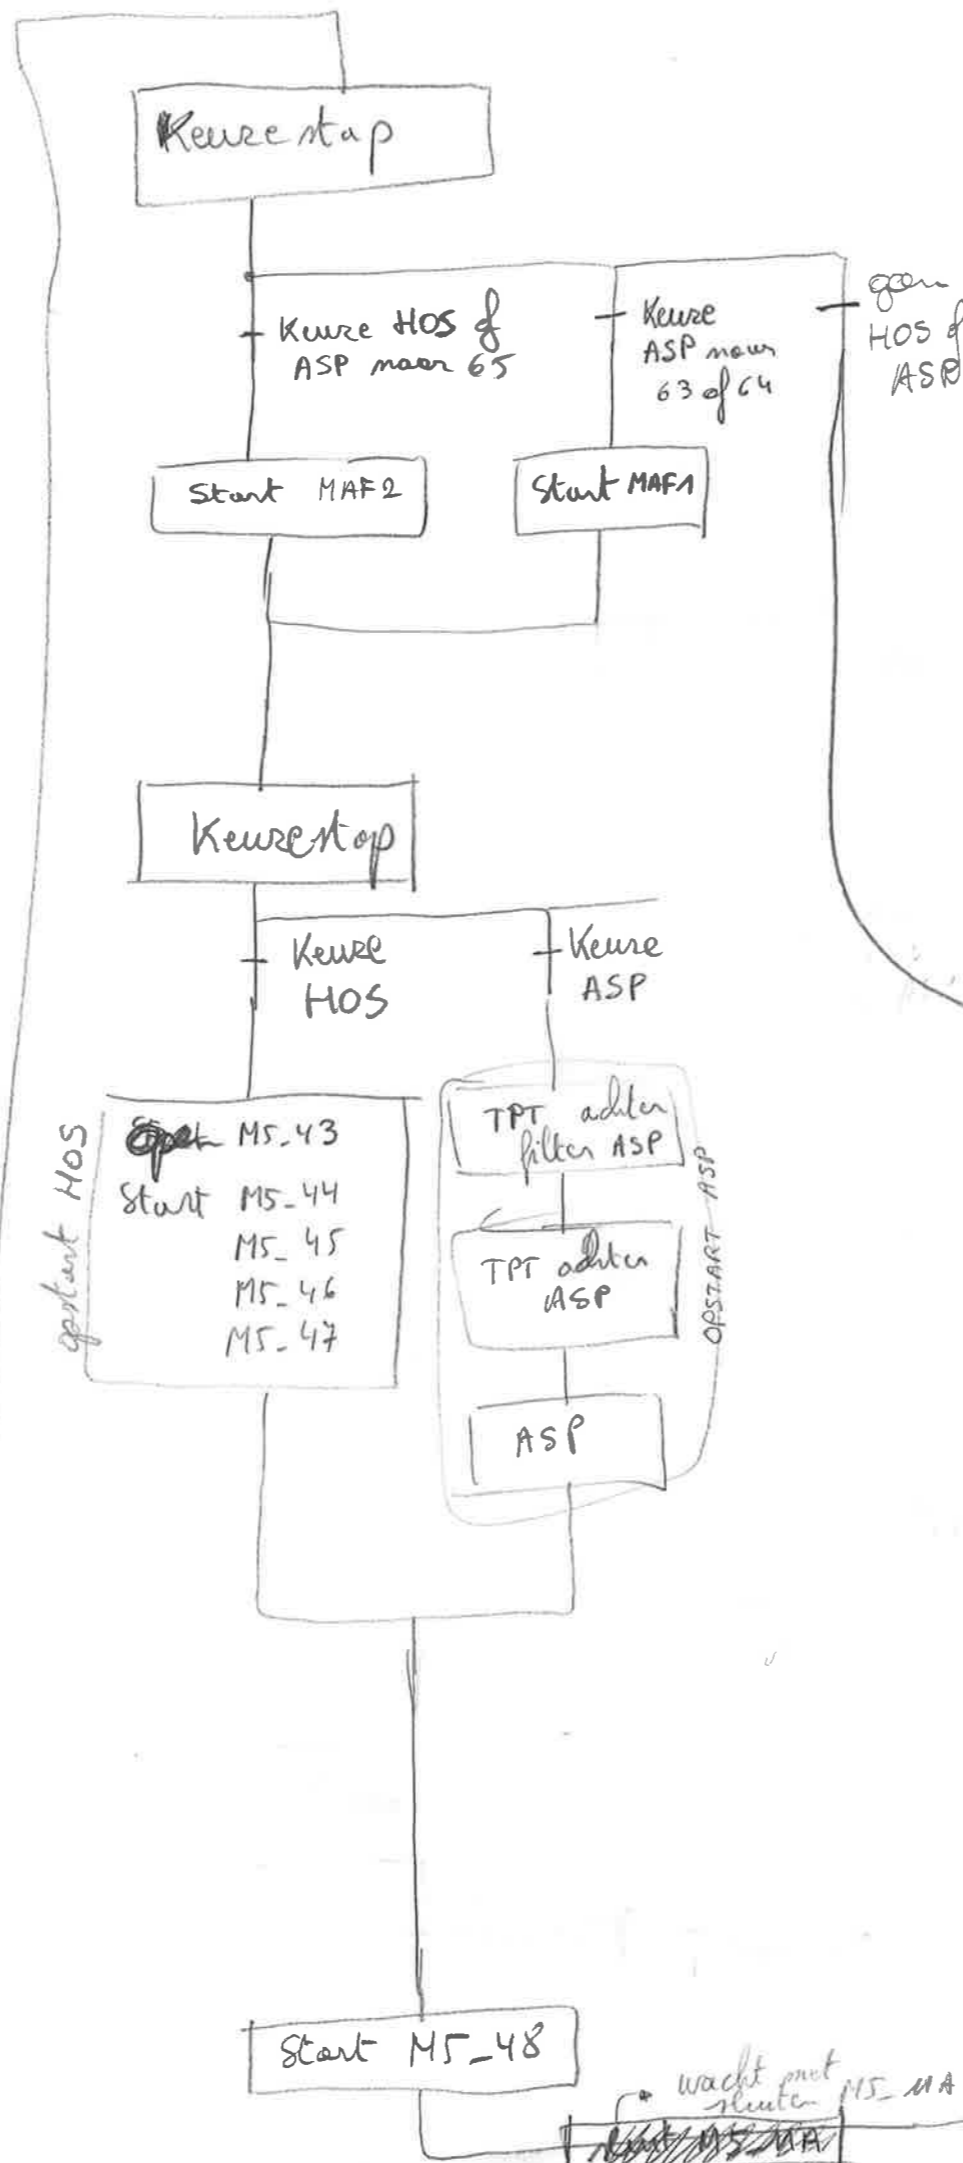 Keuzestap
Keuze HOS of
ASP naar 65
Keuze
ASP naar
63 of 64
geen
HOS of
ASP
Start MAF2
Start MAF1
Keuzestap
Keuze
HOS
Keuze
ASP
opstart HOS
M5_43
Start M5_44
M5_45
M5_46
M5_47
TPT achter
filter ASP
TPT achter
ASP
ASP
OPSTART ASP
Start M5_48
wacht met
sluiten M5_11A